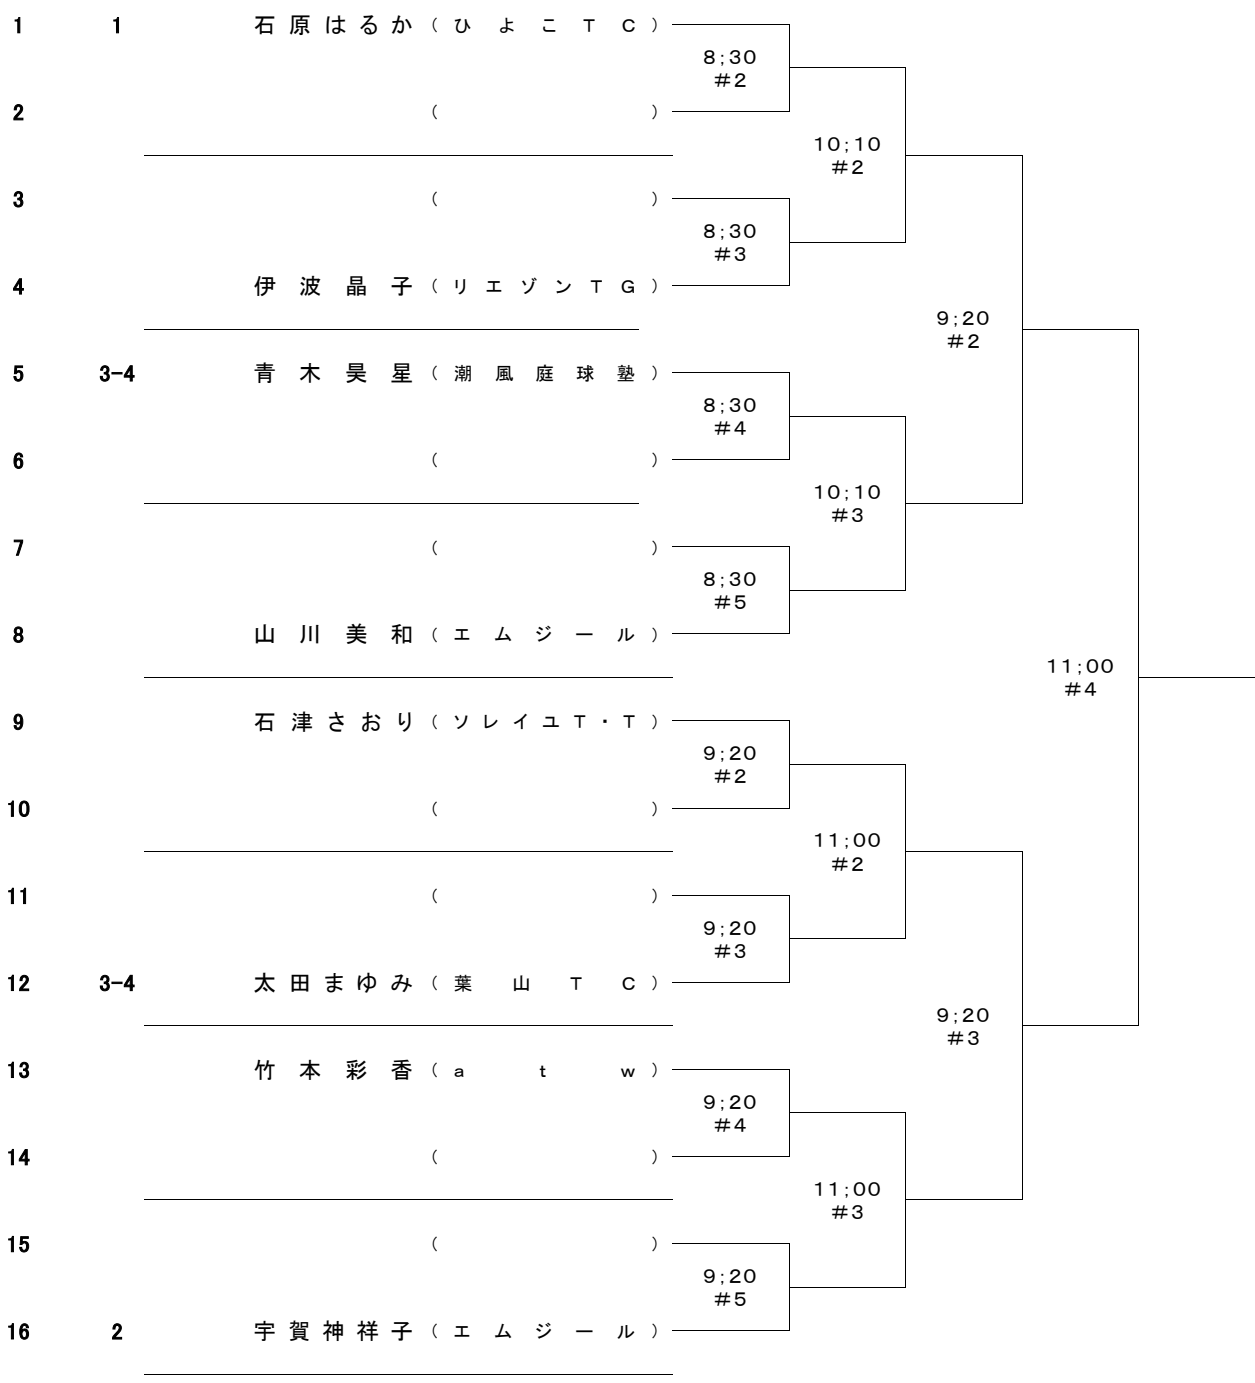 1 1 石原はるか（ひよこTC）
8;30
#2
2 （ ）
10;10
#2
3 （ ）
8;30
#3
4 伊波晶子（リエゾンTG）
9;20
#2
5 3-4 青木昊星（潮風庭球塾）
8;30
#4
6 （ ）
10;10
#3
7 （ ）
8;30
#5
8 山川美和（エムジール）
11;00
#4
9 石津さおり（ソレイユT・T）
9;20
#2
10 （ ）
11;00
#2
11 （ ）
9;20
#3
12 3-4 太田まゆみ（葉山TC）
9;20
#3
13 竹本彩香（atw）
9;20
#4
14 （ ）
11;00
#3
15 （ ）
9;20
#5
16 2 宇賀神祥子（エムジール）